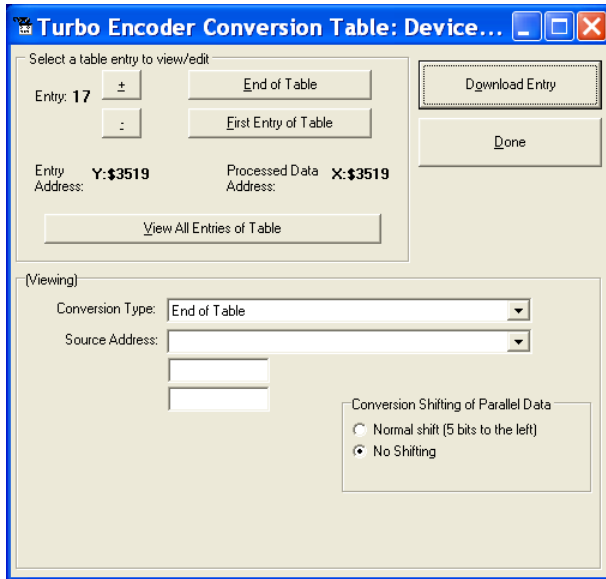 Turbo Encoder Conversion Table: Device...
Select a table entry to view/edit
Entry: 17
+
End of Table
Download Entry
-
First Entry of Table
Done
Entry Address: Y:$3519
Processed Data Address: X:$3519
View All Entries of Table
(Viewing)
Conversion Type: End of Table
Source Address:
Conversion Shifting of Parallel Data
Normal shift (5 bits to the left)
No Shifting